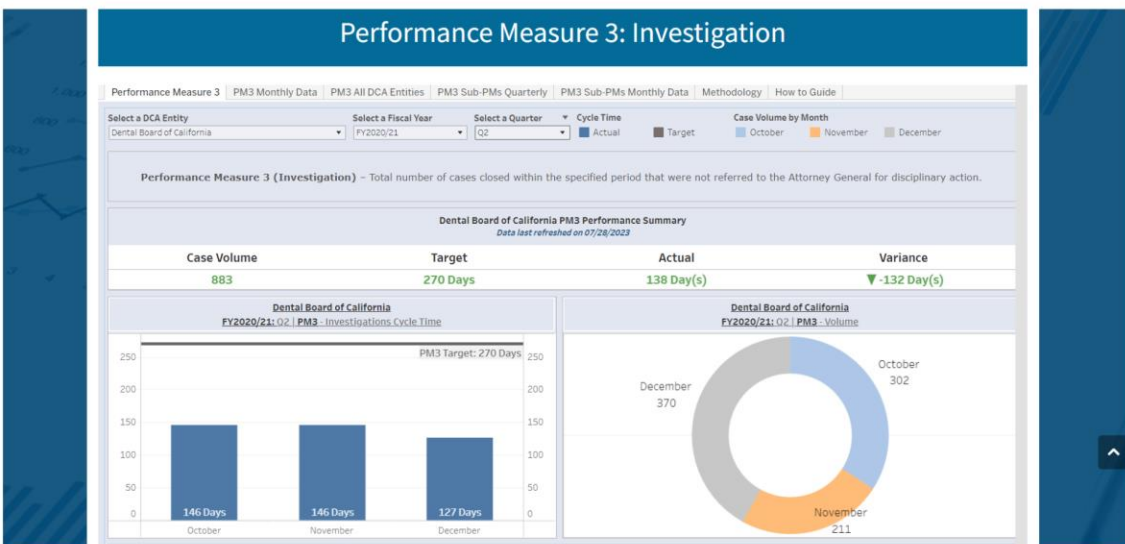 Performance Measure 3: Investigation
Performance Measure 3 PM3 Monthly Data PM3 All DCA Entities PM3 Sub-PMs Quarterly PM3 Sub-PMs Monthly Data Methodology How to Guide
Select a DCA Entity Select a Fiscal Year Select a Quarter Cycle Time Case Volume by Month
Dental Board of California FY2020/21 Q2 Actual Target October November December
Performance Measure 3 (Investigation) – Total number of cases closed within the specified period that were not referred to the Attorney General for disciplinary action.
Dental Board of California PM3 Performance Summary
Data last refreshed on 07/28/2023
Case Volume Target Actual Variance
883 270 Days 138 Day(s) ▼ -132 Day(s)
Dental Board of California
FY2020/21: Q2 | PM3 - Investigations Cycle Time
PM3 Target: 270 Days
250 250
200 200
150 150
100 100
50 50
0 0
146 Days 146 Days 127 Days
October November December
Dental Board of California
FY2020/21: Q2 | PM3 - Volume
October
302
December
370
November
211